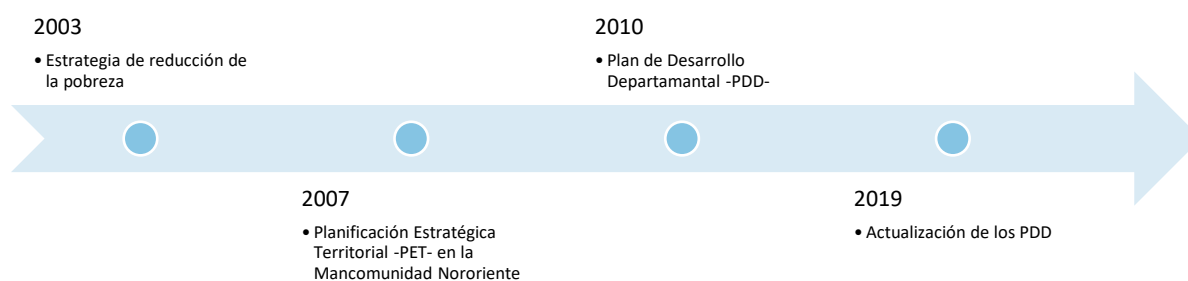 2003
• Estrategia de reducción de
la pobreza
2007
• Planificación Estratégica
Territorial -PET- en la
Mancomunidad Nororiente
2010
• Plan de Desarrollo
Departamantal -PDD-
2019
• Actualización de los PDD